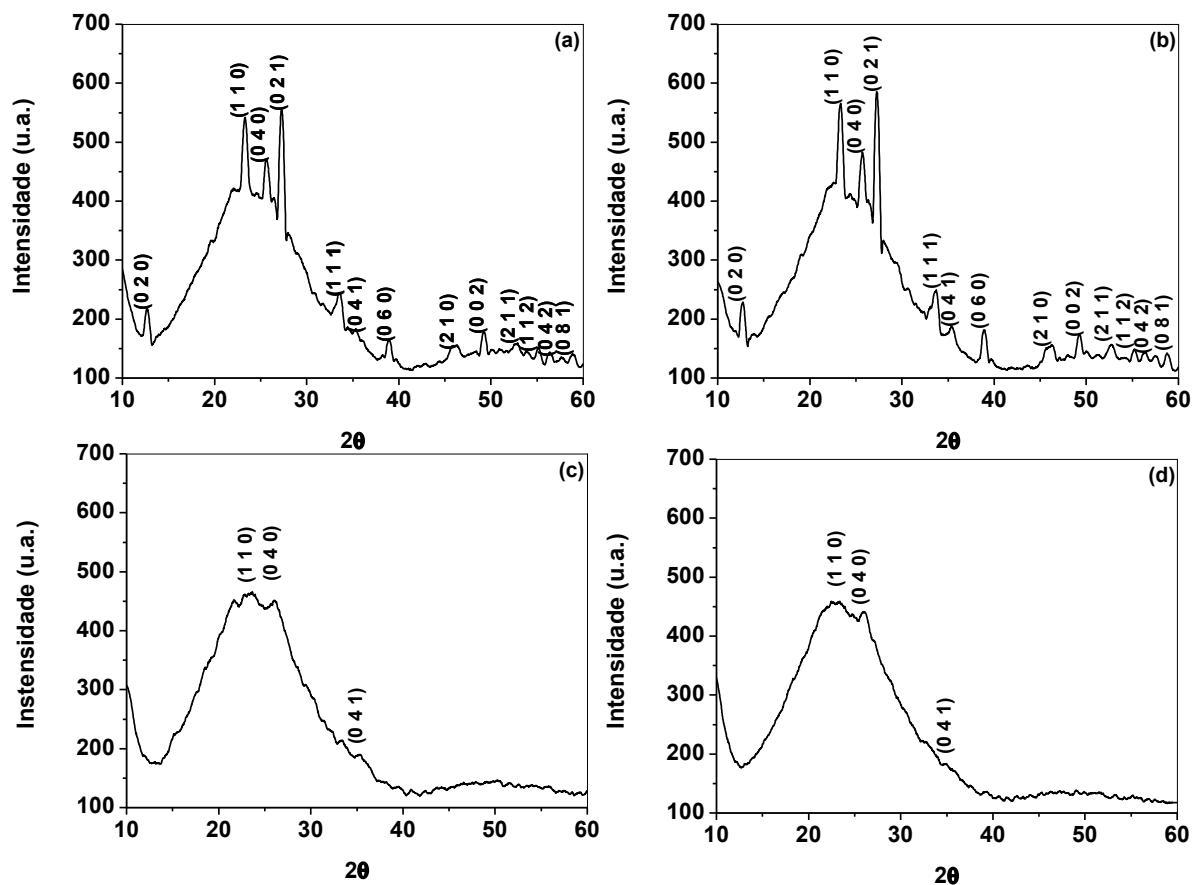 (a)
Intensidade (u.a.)
700
600
500
400
300
200
100
(0 2 0)
(1 1 0)
(0 4 0)
(0 2 1)
(1 1 1)
(0 4 1)
(0 6 0)
(2 1 0)
(0 0 2)
(2 1 1)
(1 1 2)
(0 4 2)
(0 8 1)
10 20 30 40 50 60
2θ
(b)
Intensidade (u.a.)
700
600
500
400
300
200
100
(0 2 0)
(1 1 0)
(0 4 0)
(0 2 1)
(1 1 1)
(0 4 1)
(0 6 0)
(2 1 0)
(0 0 2)
(2 1 1)
(1 1 2)
(0 4 2)
(0 8 1)
10 20 30 40 50 60
2θ
(c)
Instensidade (u.a.)
700
600
500
400
300
200
100
(1 1 0)
(0 4 0)
(0 4 1)
10 20 30 40 50 60
2θ
(d)
Intensidade (u.a.)
700
600
500
400
300
200
100
(1 1 0)
(0 4 0)
(0 4 1)
10 20 30 40 50 60
2θ